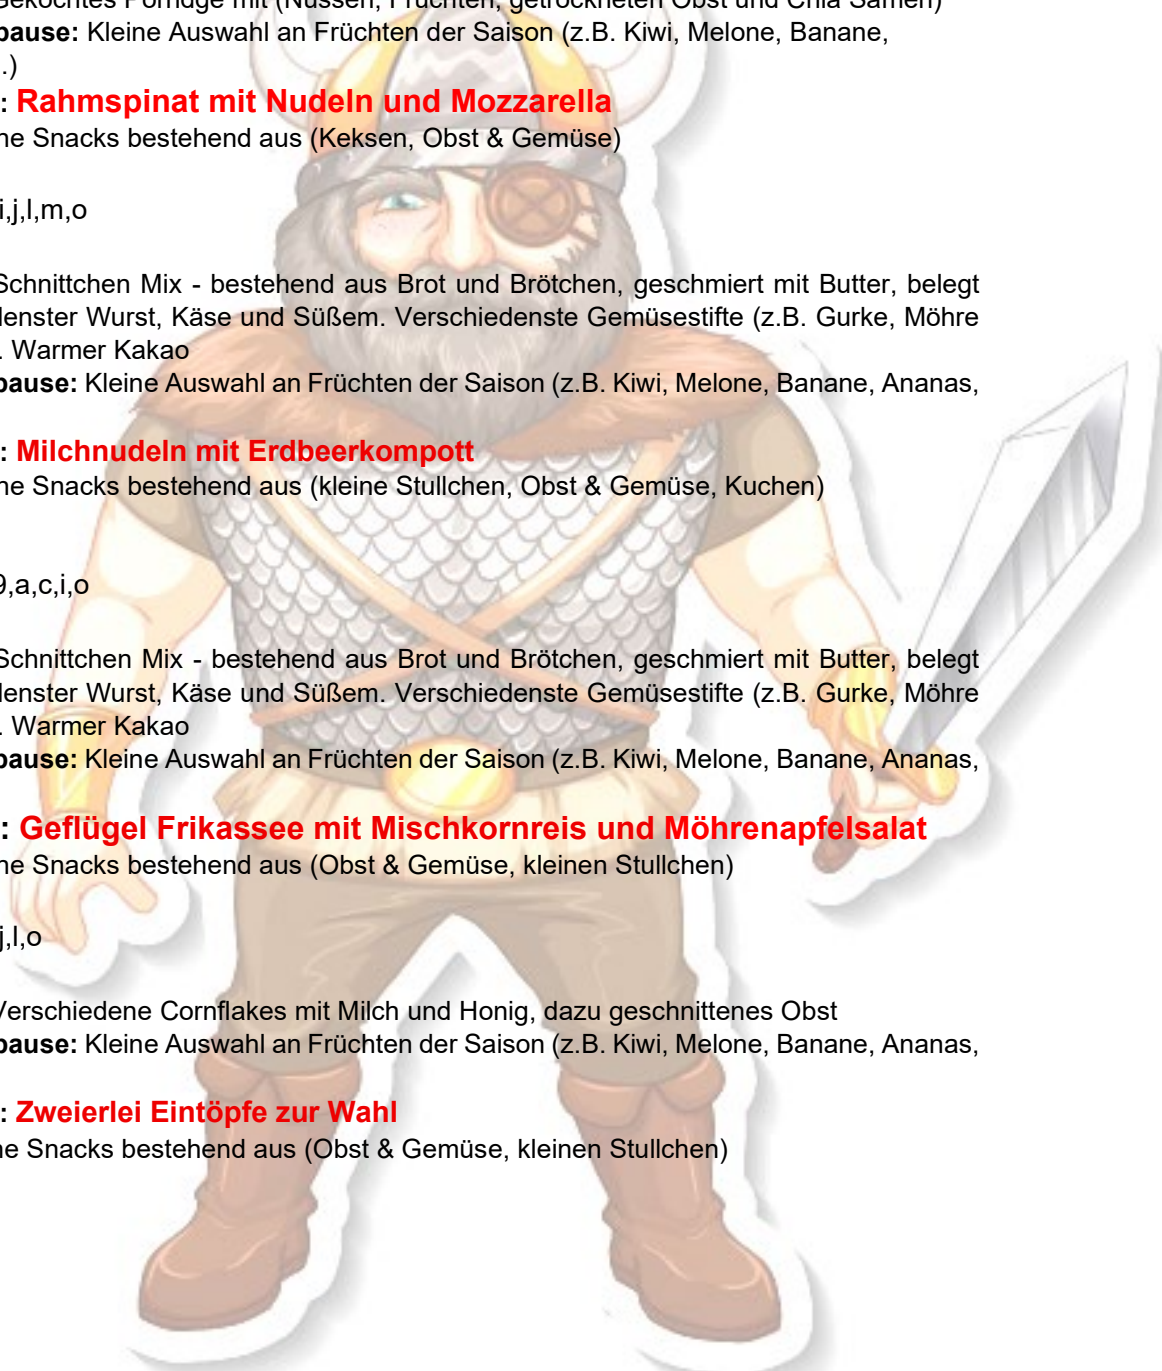 Gekochtes Porridge mit (Nüssen, Früchten, getrockneten Obst und Chia Samen)
pause: Kleine Auswahl an Früchten der Saison (z.B. Kiwi, Melone, Banane,
.)
: Rahmspinat mit Nudeln und Mozzarella
ne Snacks bestehend aus (Keksen, Obst & Gemüse)
i,j,l,m,o
Schnittchen Mix - bestehend aus Brot und Brötchen, geschmiert mit Butter, belegt
denster Wurst, Käse und Süßem. Verschiedenste Gemüsestifte (z.B. Gurke, Möhre
. Warmer Kakao
pause: Kleine Auswahl an Früchten der Saison (z.B. Kiwi, Melone, Banane, Ananas,
: Milchnudeln mit Erdbeerkompott
ne Snacks bestehend aus (kleine Stullchen, Obst & Gemüse, Kuchen)
9,a,c,i,o
Schnittchen Mix - bestehend aus Brot und Brötchen, geschmiert mit Butter, belegt
denster Wurst, Käse und Süßem. Verschiedenste Gemüsestifte (z.B. Gurke, Möhre
. Warmer Kakao
pause: Kleine Auswahl an Früchten der Saison (z.B. Kiwi, Melone, Banane, Ananas,
: Geflügel Frikassee mit Mischkornreis und Möhrenapfelsalat
ne Snacks bestehend aus (Obst & Gemüse, kleinen Stullchen)
j,l,o
Verschiedene Cornflakes mit Milch und Honig, dazu geschnittenes Obst
pause: Kleine Auswahl an Früchten der Saison (z.B. Kiwi, Melone, Banane, Ananas,
: Zweierlei Eintöpfe zur Wahl
ne Snacks bestehend aus (Obst & Gemüse, kleinen Stullchen)